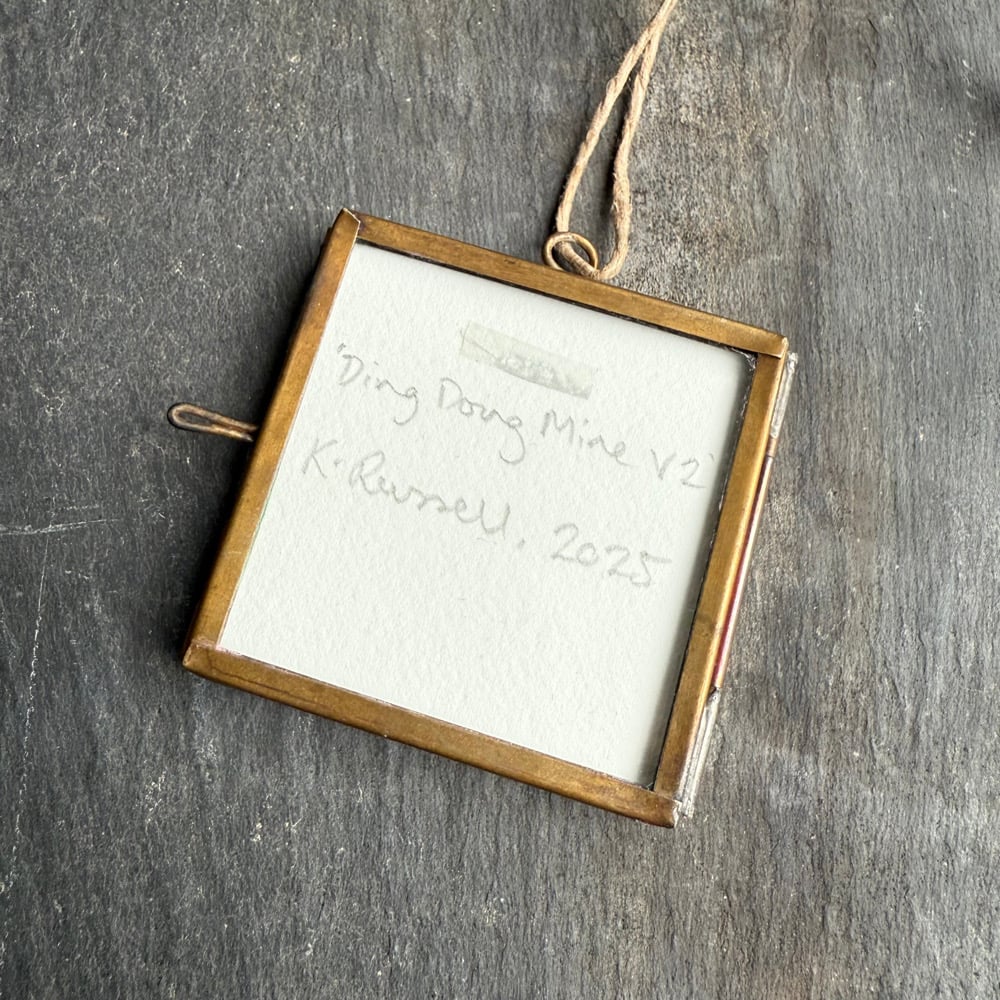 'Ding Dong Mine V2'
K. Russell. 2025